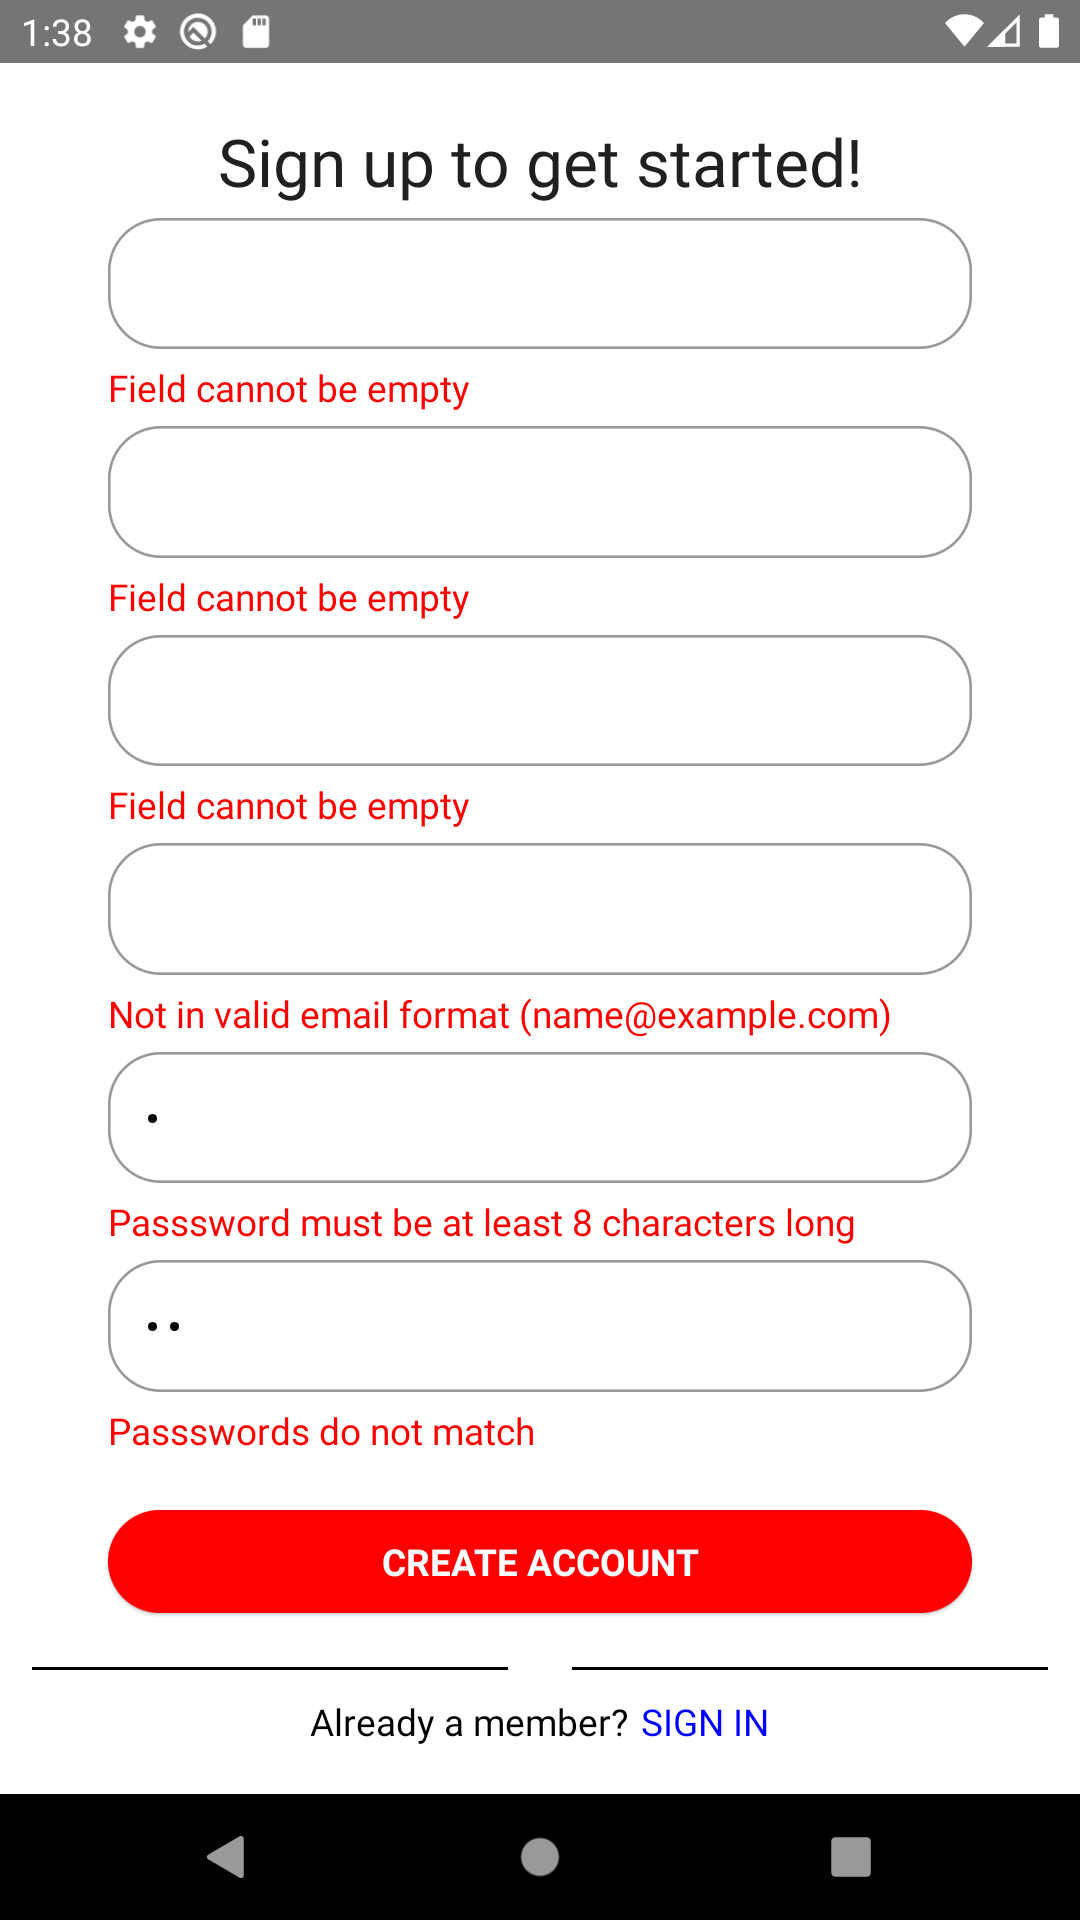 1:38
Sign up to get started!
Field cannot be empty
Field cannot be empty
Field cannot be empty
Not in valid email format (name@example.com)
•
Passsword must be at least 8 characters long
••
Passswords do not match
CREATE ACCOUNT
Already a member? SIGN IN